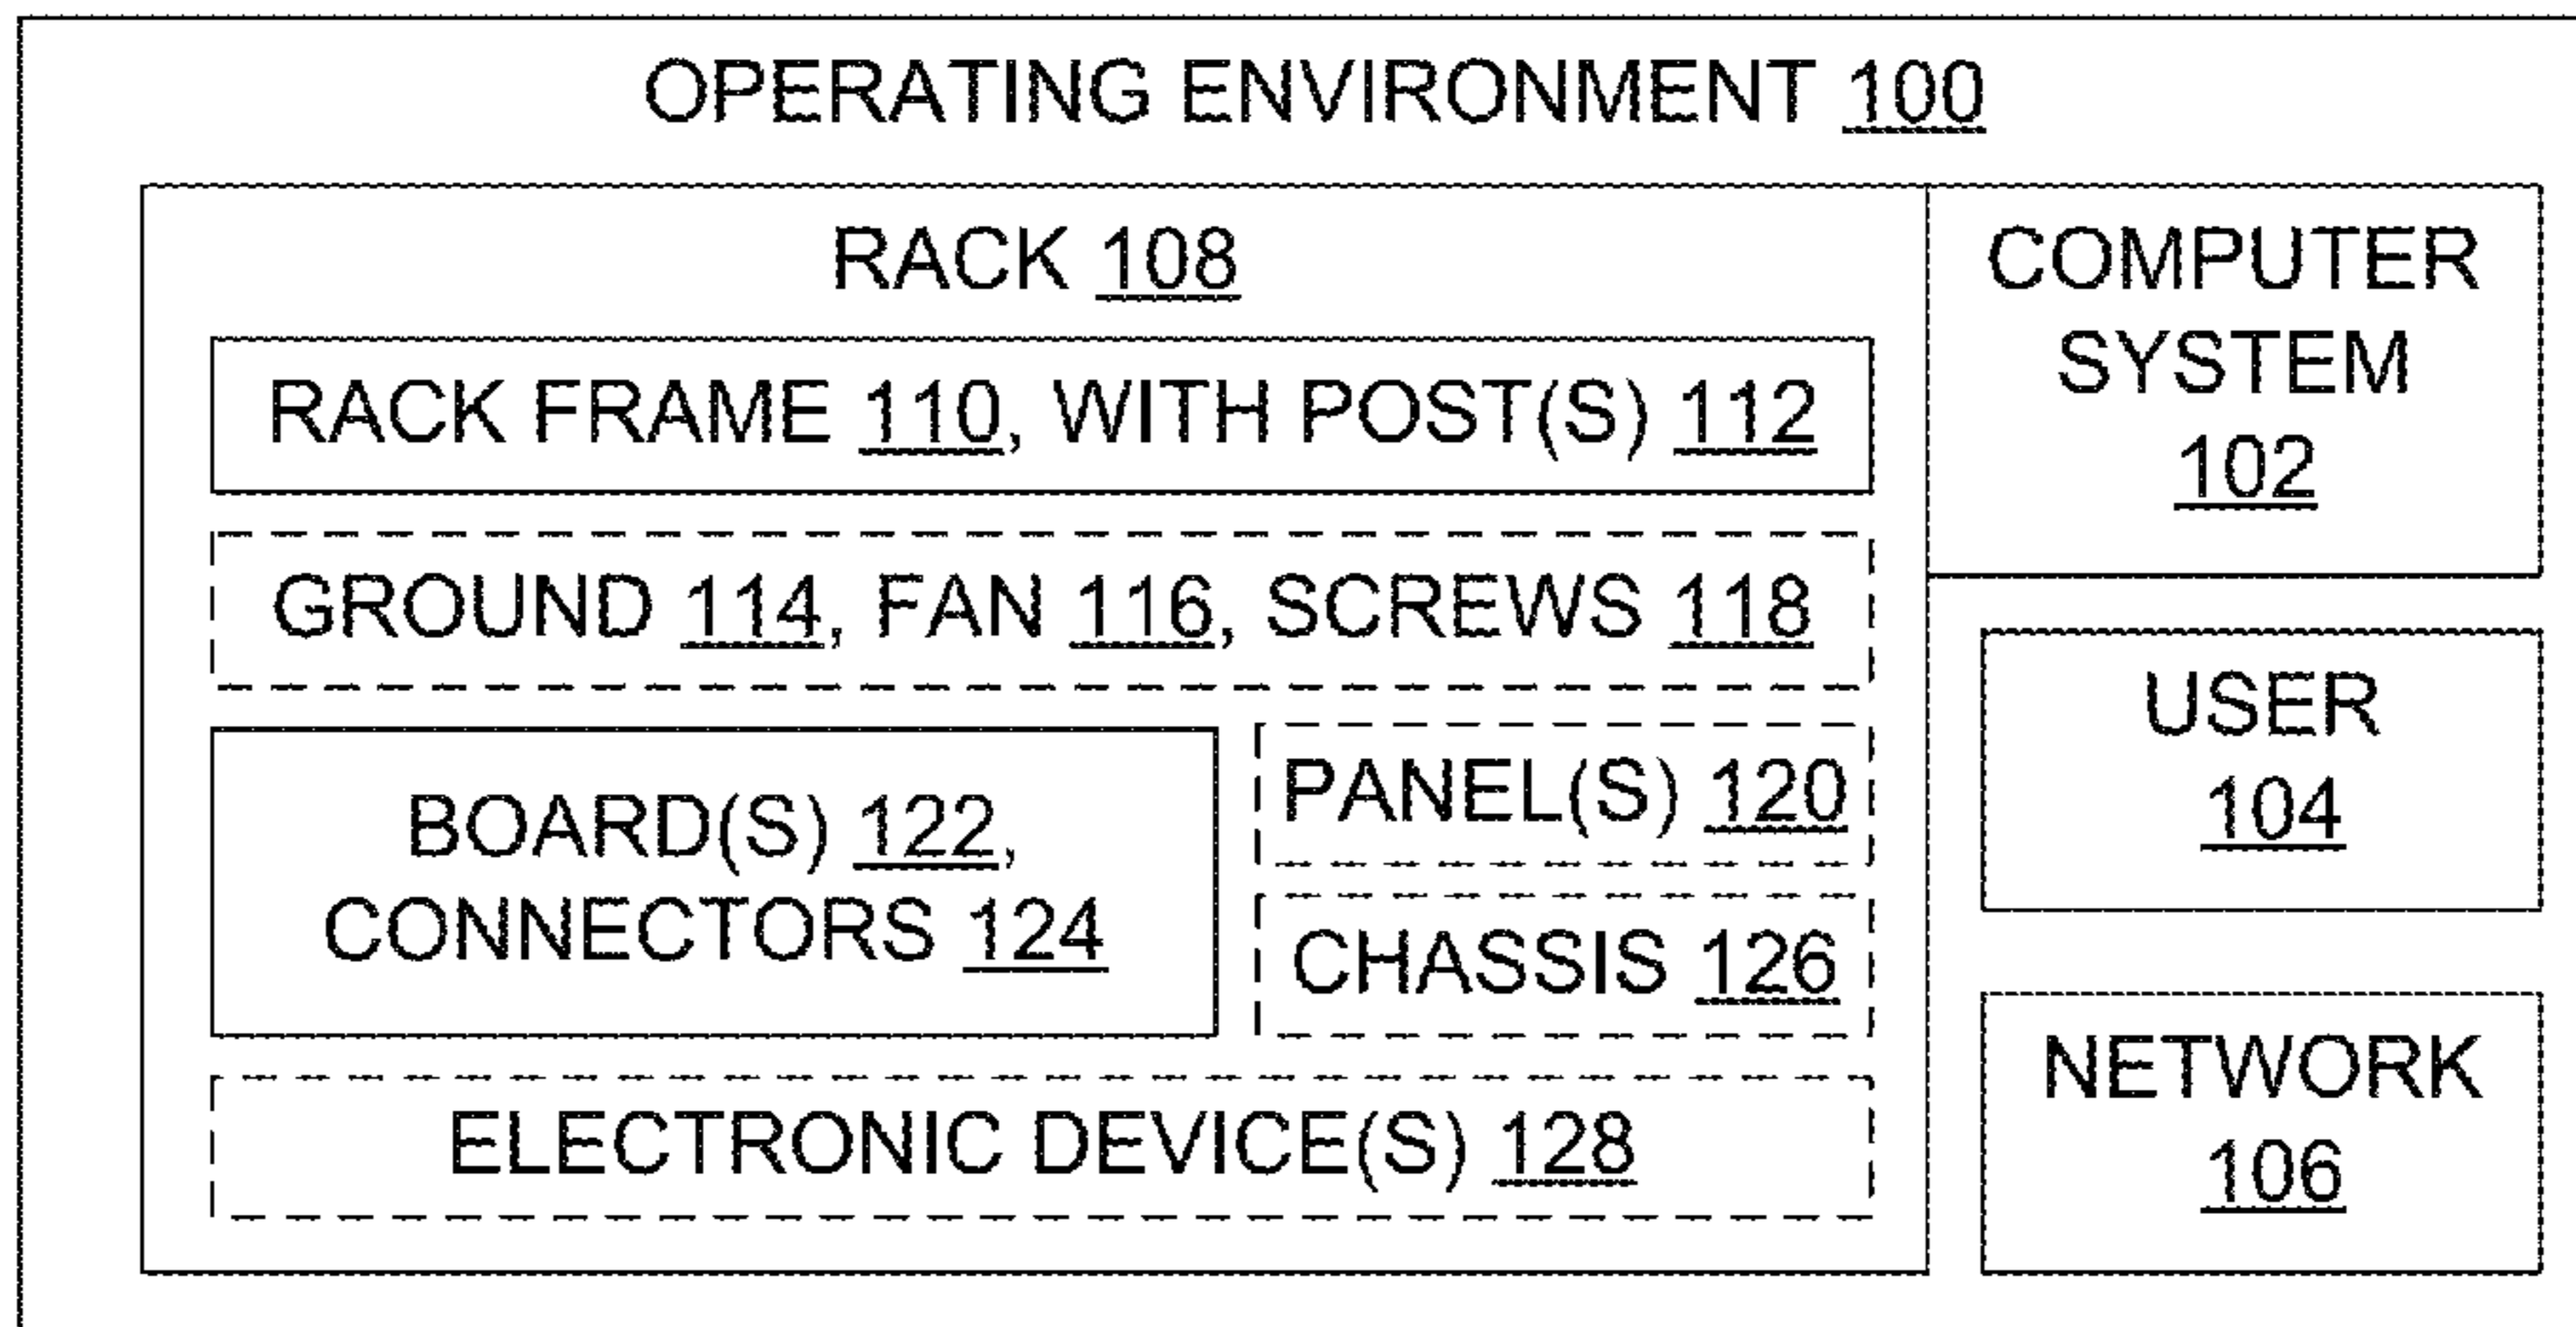 OPERATING ENVIRONMENT 100
RACK 108
RACK FRAME 110, WITH POST(S) 112
GROUND 114, FAN 116, SCREWS 118
BOARD(S) 122,
CONNECTORS 124
PANEL(S) 120
CHASSIS 126
ELECTRONIC DEVICE(S) 128
COMPUTER
SYSTEM
102
USER
104
NETWORK
106